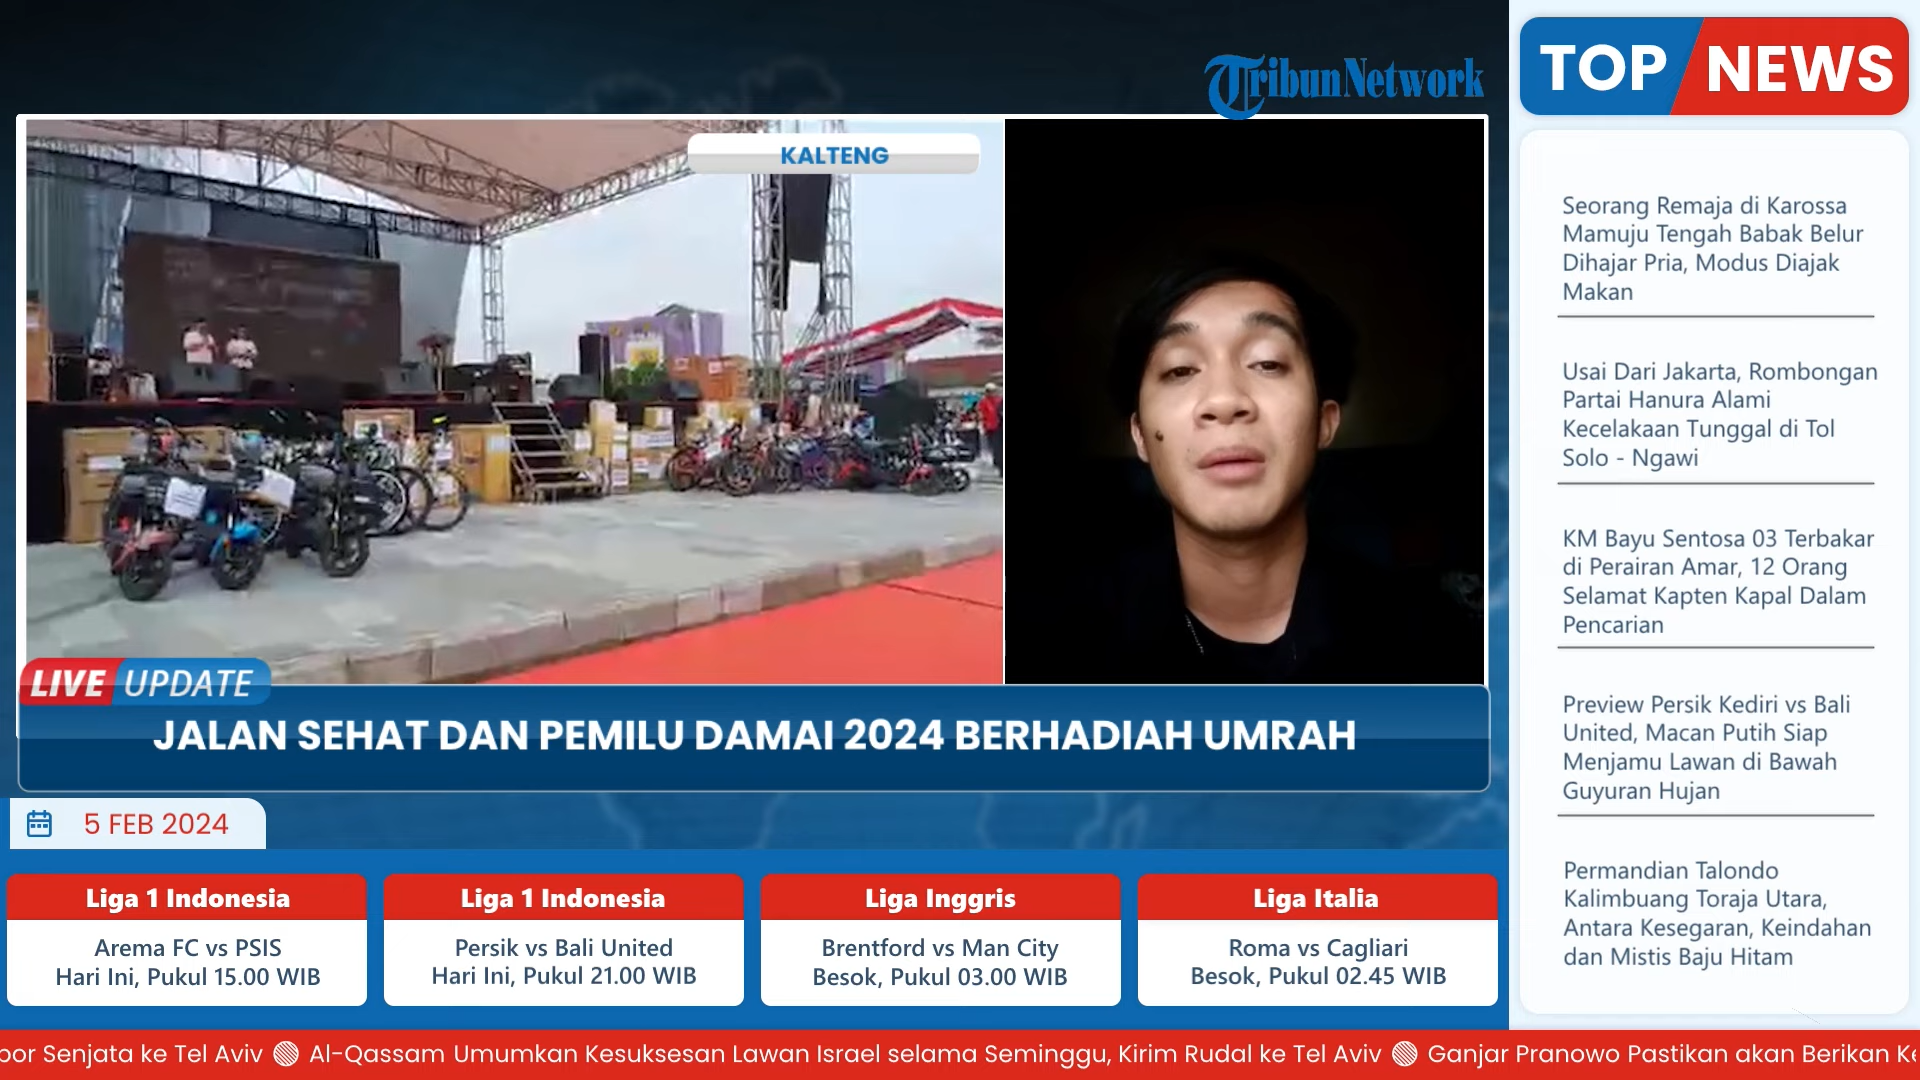 TribunNetwork
TOP NEWS
KALTENG
Seorang Remaja di Karossa
Mamuju Tengah Babak Belur
Dihajar Pria, Modus Diajak
Makan
Usai Dari Jakarta, Rombongan
Partai Hanura Alami
Kecelakaan Tunggal di Tol
Solo - Ngawi
KM Bayu Sentosa 03 Terbakar
di Perairan Amar, 12 Orang
Selamat Kapten Kapal Dalam
Pencarian
Preview Persik Kediri vs Bali
United, Macan Putih Siap
Menjamu Lawan di Bawah
Guyuran Hujan
Permandian Talondo
Kalimbuang Toraja Utara,
Antara Kesegaran, Keindahan
dan Mistis Baju Hitam
LIVE UPDATE
JALAN SEHAT DAN PEMILU DAMAI 2024 BERHADIAH UMRAH
5 FEB 2024
Liga 1 Indonesia
Arema FC vs PSIS
Hari Ini, Pukul 15.00 WIB
Liga 1 Indonesia
Persik vs Bali United
Hari Ini, Pukul 21.00 WIB
Liga Inggris
Brentford vs Man City
Besok, Pukul 03.00 WIB
Liga Italia
Roma vs Cagliari
Besok, Pukul 02.45 WIB
Senjata ke Tel Aviv Al-Qassam Umumkan Kesuksesan Lawan Israel selama Seminggu, Kirim Rudal ke Tel Aviv Ganjar Pranowo Pastikan akan Berikan